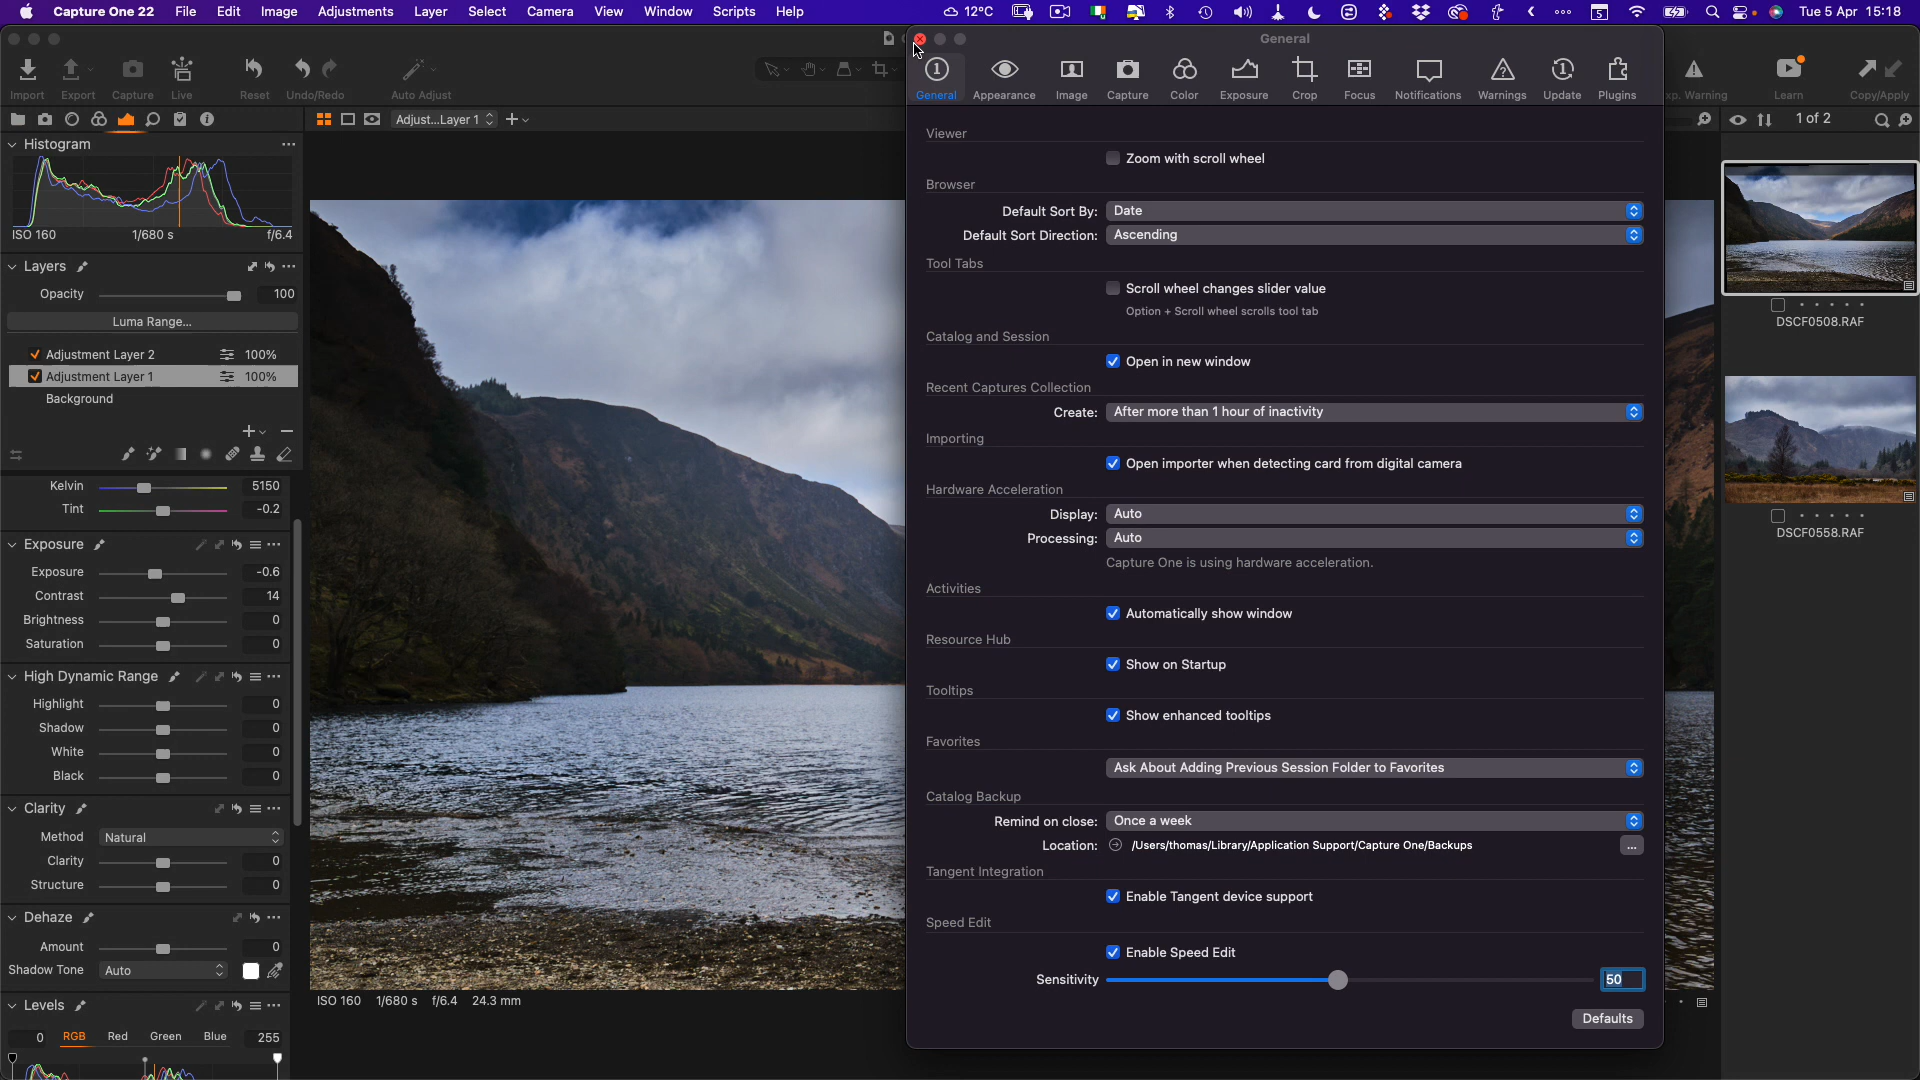 Capture One 22 File Edit Image Adjustments Layer Select Camera View Window Scripts Help 12°C Tue 5 Apr 15:18
General
Import Export Capture Live Reset Undo/Redo Auto Adjust
General Appearance Image Capture Color Exposure Crop Focus Notifications Warnings Update Plugins
xp. Warning Learn Copy/Apply
Adjust...Layer 1
1 of 2
Histogram
ISO 160 1/680 s f/6.4
Layers
Opacity 100
Luma Range...
Adjustment Layer 2 100%
Adjustment Layer 1 100%
Background
Kelvin 5150
Tint -0.2
Exposure
Exposure -0.6
Contrast 14
Brightness 0
Saturation 0
High Dynamic Range
Highlight 0
Shadow 0
White 0
Black 0
Clarity
Method Natural
Clarity 0
Structure 0
Dehaze
Amount 0
Shadow Tone Auto
Levels
0 RGB Red Green Blue 255
ISO 160 1/680 s f/6.4 24.3 mm
Viewer
Zoom with scroll wheel
Browser
Default Sort By: Date
Default Sort Direction: Ascending
Tool Tabs
Scroll wheel changes slider value
Option + Scroll wheel scrolls tool tab
Catalog and Session
Open in new window
Recent Captures Collection
Create: After more than 1 hour of inactivity
Importing
Open importer when detecting card from digital camera
Hardware Acceleration
Display: Auto
Processing: Auto
Capture One is using hardware acceleration.
Activities
Automatically show window
Resource Hub
Show on Startup
Tooltips
Show enhanced tooltips
Favorites
Ask About Adding Previous Session Folder to Favorites
Catalog Backup
Remind on close: Once a week
Location: /Users/thomas/Library/Application Support/Capture One/Backups ...
Tangent Integration
Enable Tangent device support
Speed Edit
Enable Speed Edit
Sensitivity 50
Defaults
DSCF0508.RAF
DSCF0558.RAF